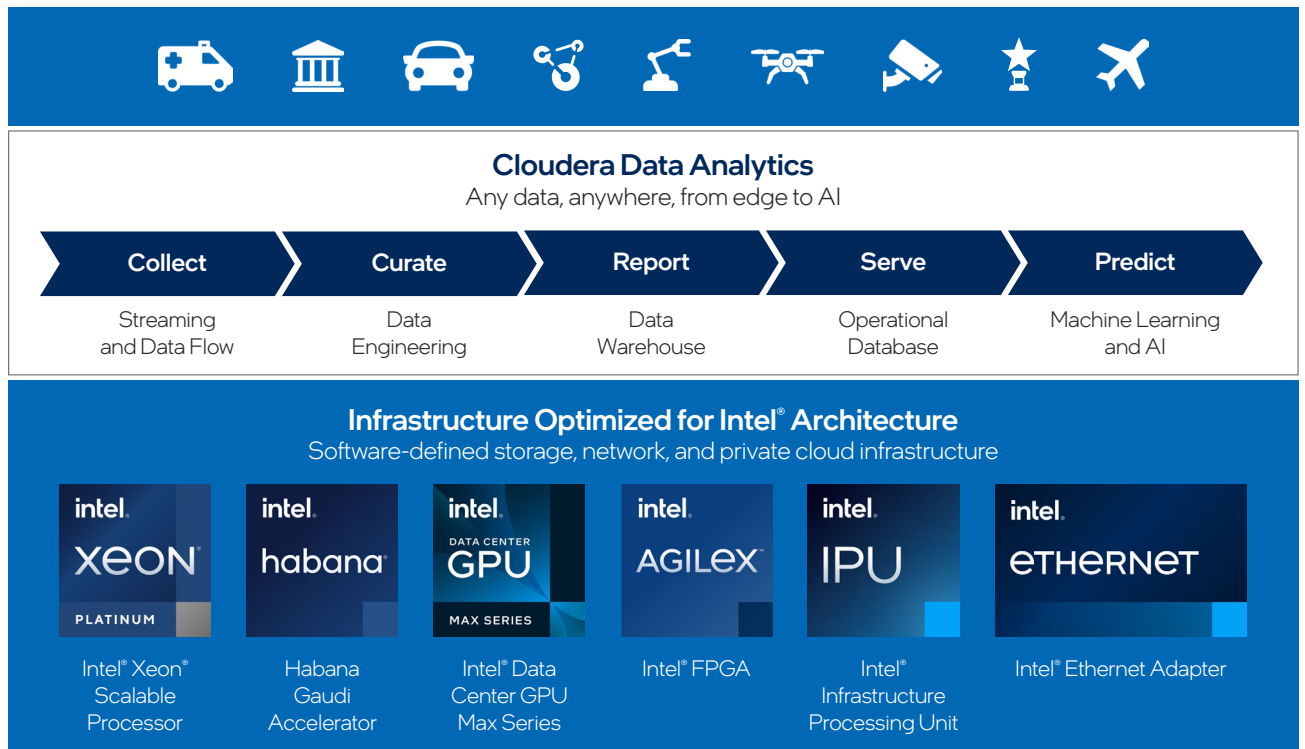 Cloudera Data Analytics
Any data, anywhere, from edge to AI
Collect
Curate
Report
Serve
Predict
Streaming
and Data Flow
Data
Engineering
Data
Warehouse
Operational
Database
Machine Learning
and AI
Infrastructure Optimized for Intel® Architecture
Software-defined storage, network, and private cloud infrastructure
intel.
xeon®
PLATINUM
intel.
habana®
intel.
DATA CENTER
GPU
MAX SERIES
intel.
AGILEX™
intel.
IPU
intel.
ETHERNET
Intel® Xeon®
Scalable
Processor
Habana
Gaudi
Accelerator
Intel® Data
Center GPU
Max Series
Intel® FPGA
Intel®
Infrastructure
Processing Unit
Intel® Ethernet Adapter